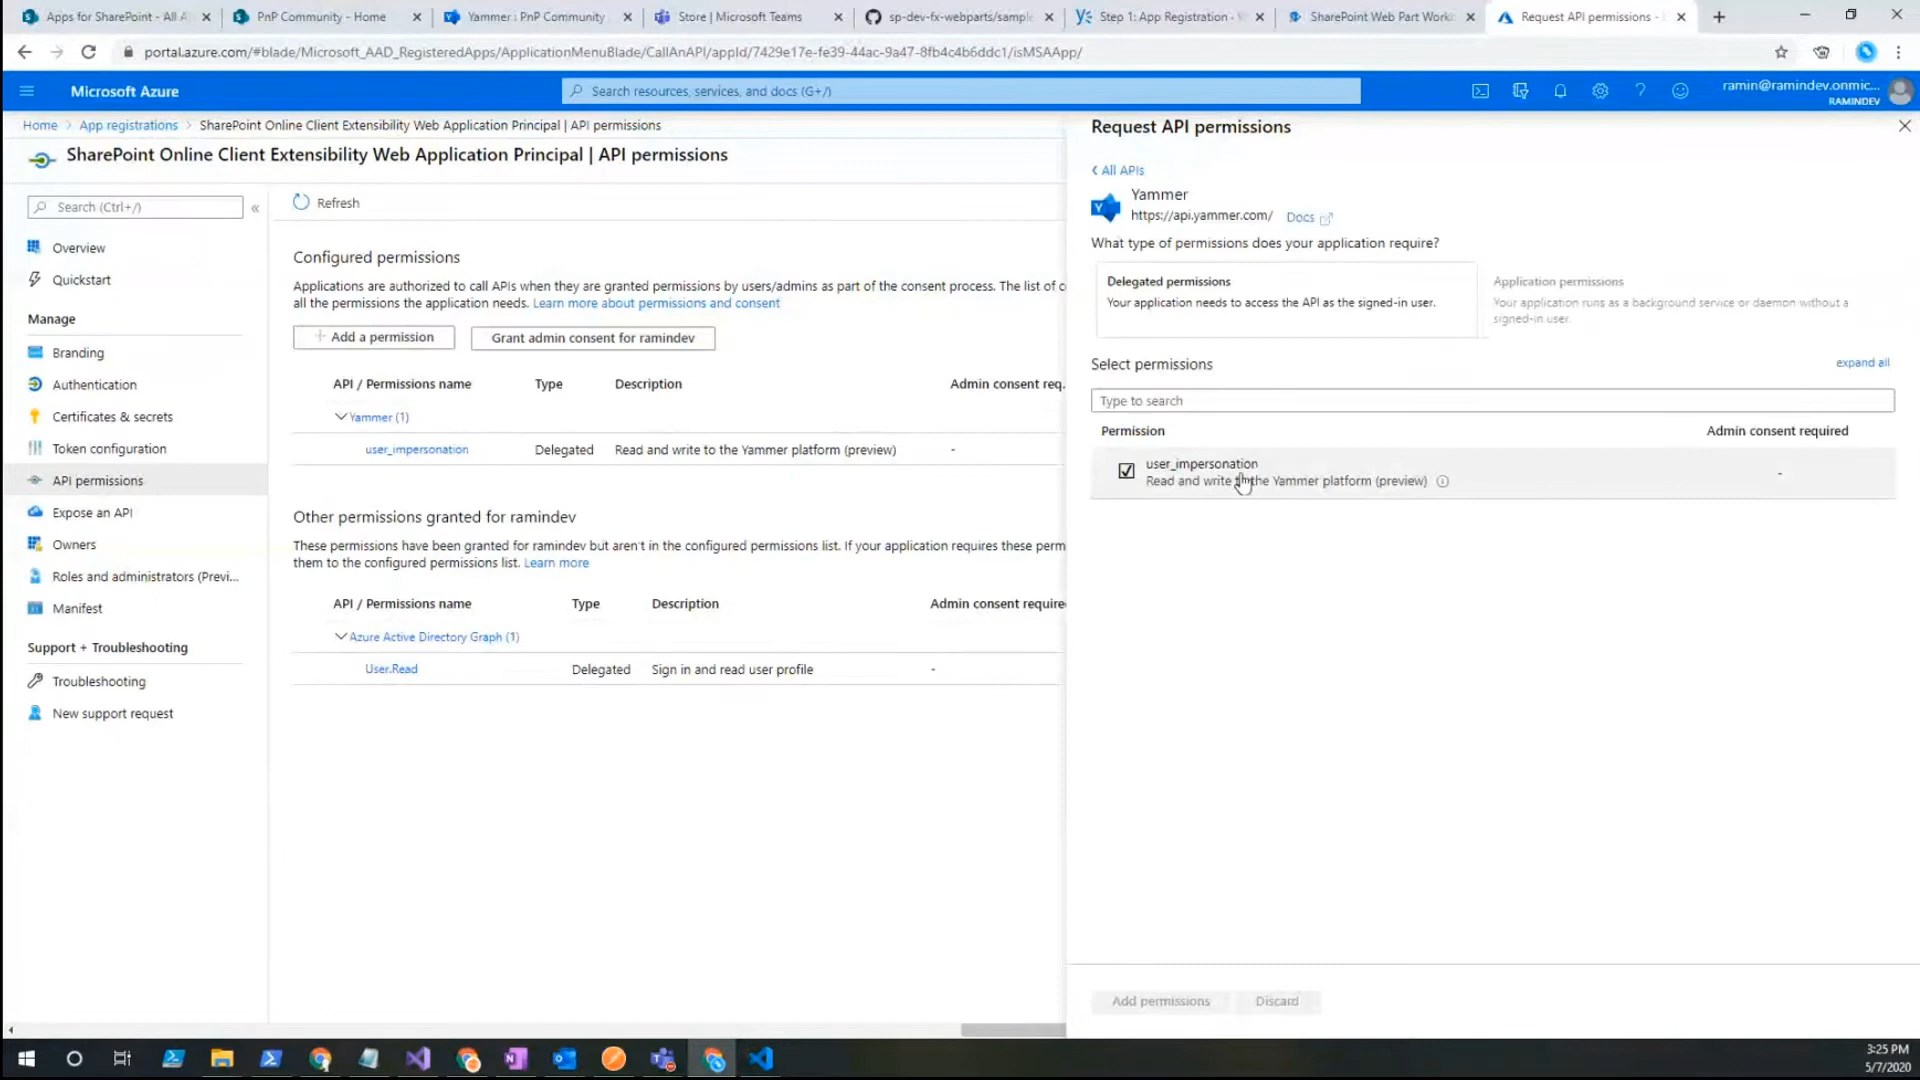 Apps for SharePoint - All A
PnP Community - Home
Yammer : PnP Community
Store | Microsoft Teams
sp-dev-fx-webparts/sample
Step 1: App Registration -
SharePoint Web Part Work
Request API permissions -
portal.azure.com/#blade/Microsoft_AAD_RegisteredApps/ApplicationMenuBlade/CallAnAPI/appId/7429e17e-fe39-44ac-9a47-8fb4c4b6ddc1/isMSAApp/
Microsoft Azure
Search resources, services, and docs (G+/)
ramin@ramindev.onmic...
RAMINDEV
Home > App registrations > SharePoint Online Client Extensibility Web Application Principal | API permissions
SharePoint Online Client Extensibility Web Application Principal | API permissions
Search (Ctrl+/)
«
Overview
Quickstart
Manage
Branding
Authentication
Certificates & secrets
Token configuration
API permissions
Expose an API
Owners
Roles and administrators (Previ...
Manifest
Support + Troubleshooting
Troubleshooting
New support request
Refresh
Configured permissions
Applications are authorized to call APIs when they are granted permissions by users/admins as part of the consent process. The list of c
all the permissions the application needs. Learn more about permissions and consent
+ Add a permission
Grant admin consent for ramindev
API / Permissions name Type Description Admin consent req.
Yammer (1)
user_impersonation Delegated Read and write to the Yammer platform (preview) -
Other permissions granted for ramindev
These permissions have been granted for ramindev but aren't in the configured permissions list. If your application requires these perm
them to the configured permissions list. Learn more
API / Permissions name Type Description Admin consent require
Azure Active Directory Graph (1)
User.Read Delegated Sign in and read user profile -
Request API permissions
< All APIs
Yammer
https://api.yammer.com/ Docs
What type of permissions does your application require?
Delegated permissions
Your application needs to access the API as the signed-in user.
Application permissions
Your application runs as a background service or daemon without a
signed-in user.
Select permissions
expand all
Type to search
Permission Admin consent required
user_impersonation
Read and write to the Yammer platform (preview)
-
Add permissions
Discard
3:25 PM
5/7/2020